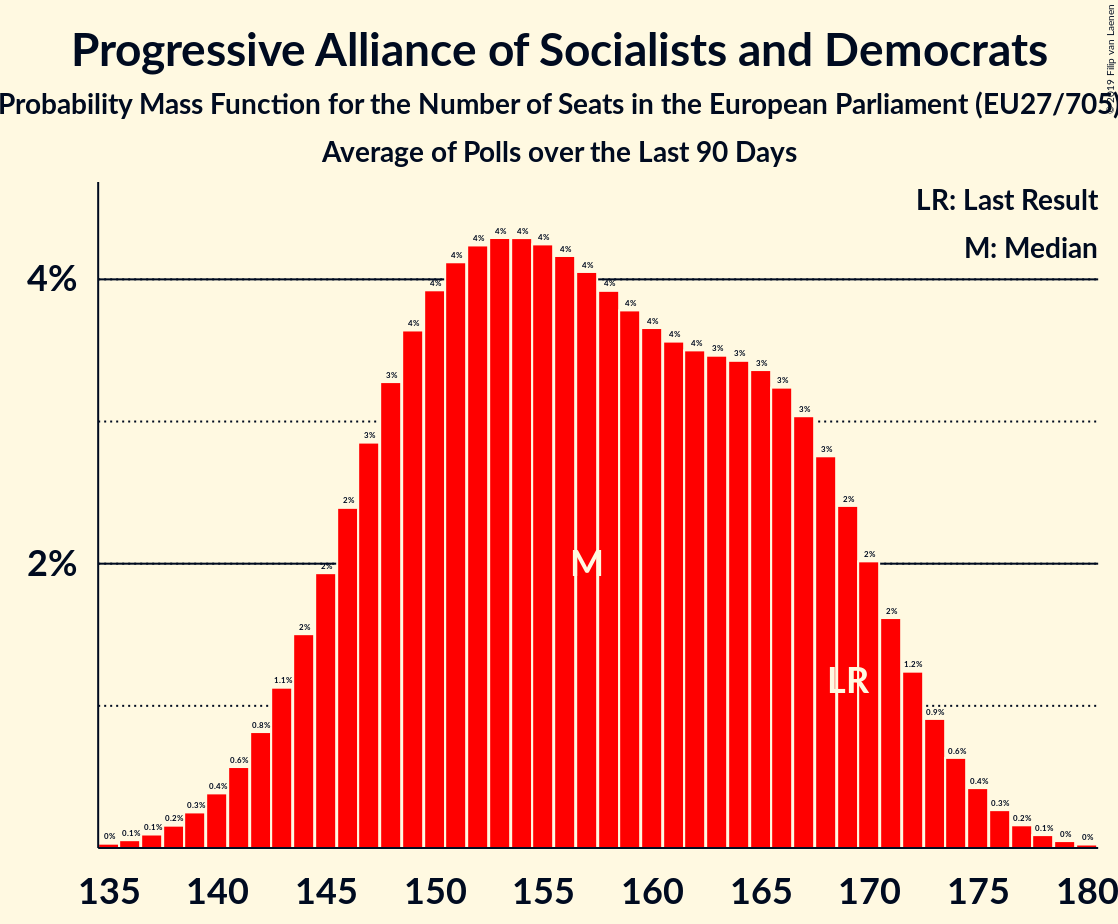 Progressive Alliance of Socialists and Democrats
Probability Mass Function for the Number of Seats in the European Parliament (EU27/705)
Average of Polls over the Last 90 Days
© 2019 Filip van Laenen
LR: Last Result
M: Median
4%
2%
0% 0.1% 0.1% 0.2% 0.3% 0.4% 0.6% 0.8% 1.1% 2% 2% 2% 3% 3% 4% 4% 4% 4% 4% 4% 4% 4% 4% 4% 4% 4% 4% 4% 3% 3% 3% 3% 3% 3% 2% 2% 2% 1.2% 0.9% 0.6% 0.4% 0.3% 0.2% 0.1% 0% 0%
M
LR
135 140 145 150 155 160 165 170 175 180